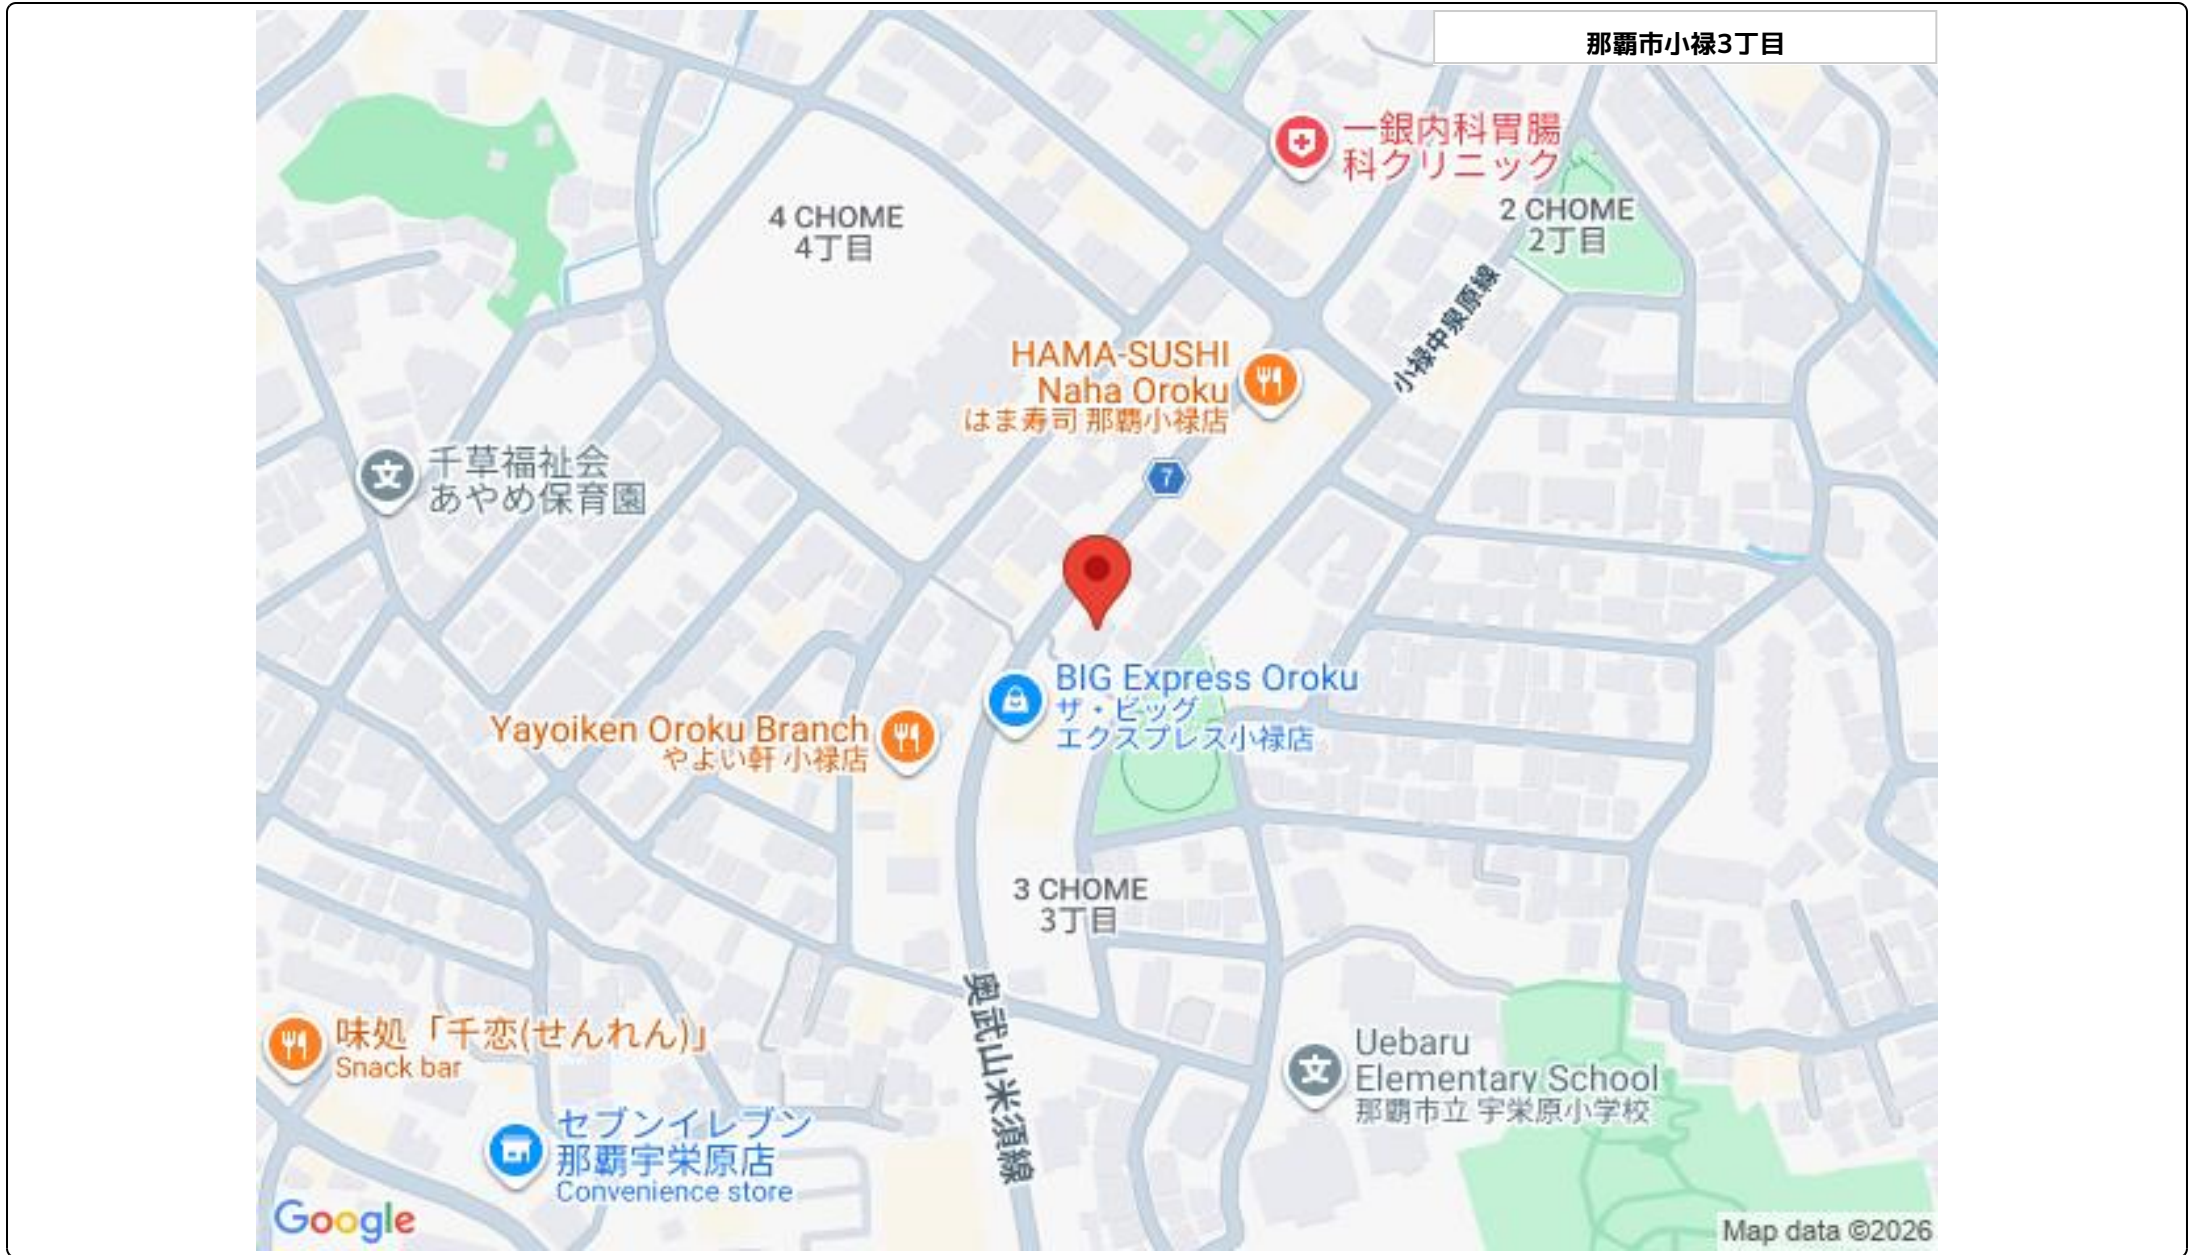 那覇市小禄3丁目
一銀内科胃腸
科クリニック
4 CHOME
4丁目
2 CHOME
2丁目
小禄中泉原線
HAMA-SUSHI
Naha Oroku
はま寿司 那覇小禄店
千草福祉会
あやめ保育園
7
BIG Express Oroku
ザ・ビッグ
エクスプレス小禄店
Yayoiken Oroku Branch
やよい軒 小禄店
3 CHOME
3丁目
奥武山米須線
味処「千恋(せんれん)」
Snack bar
Uebaru
Elementary School
那覇市立 宇栄原小学校
セブンイレブン
那覇宇栄原店
Convenience store
Google
Map data ©2026